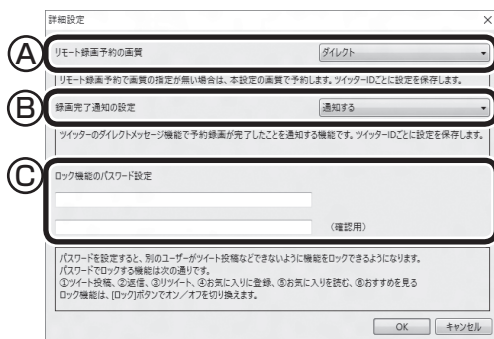 詳細設定
Ⓐ リモート録画予約の画質 ダイレクト
リモート録画予約で画質の指定が無い場合は、本設定の画質で予約します。ツイッターIDごとに設定を保存します。
Ⓑ 録画完了通知の設定 通知する
ツイッターのダイレクトメッセージ機能で予約録画が完了したことを通知する機能です。ツイッターIDごとに設定を保存します。
Ⓒ ロック機能のパスワード設定
(確認用)
パスワードを設定すると、別のユーザーがツイート投稿などできないように機能をロックできるようになります。
パスワードでロックする機能は次の通りです。
①ツイート投稿、②返信、③リツイート、④お気に入りに登録、⑤お気に入りを読む、⑥おすすめを見る
ロック機能は、[ロック]ボタンでオン／オフを切り換えます。
OK キャンセル